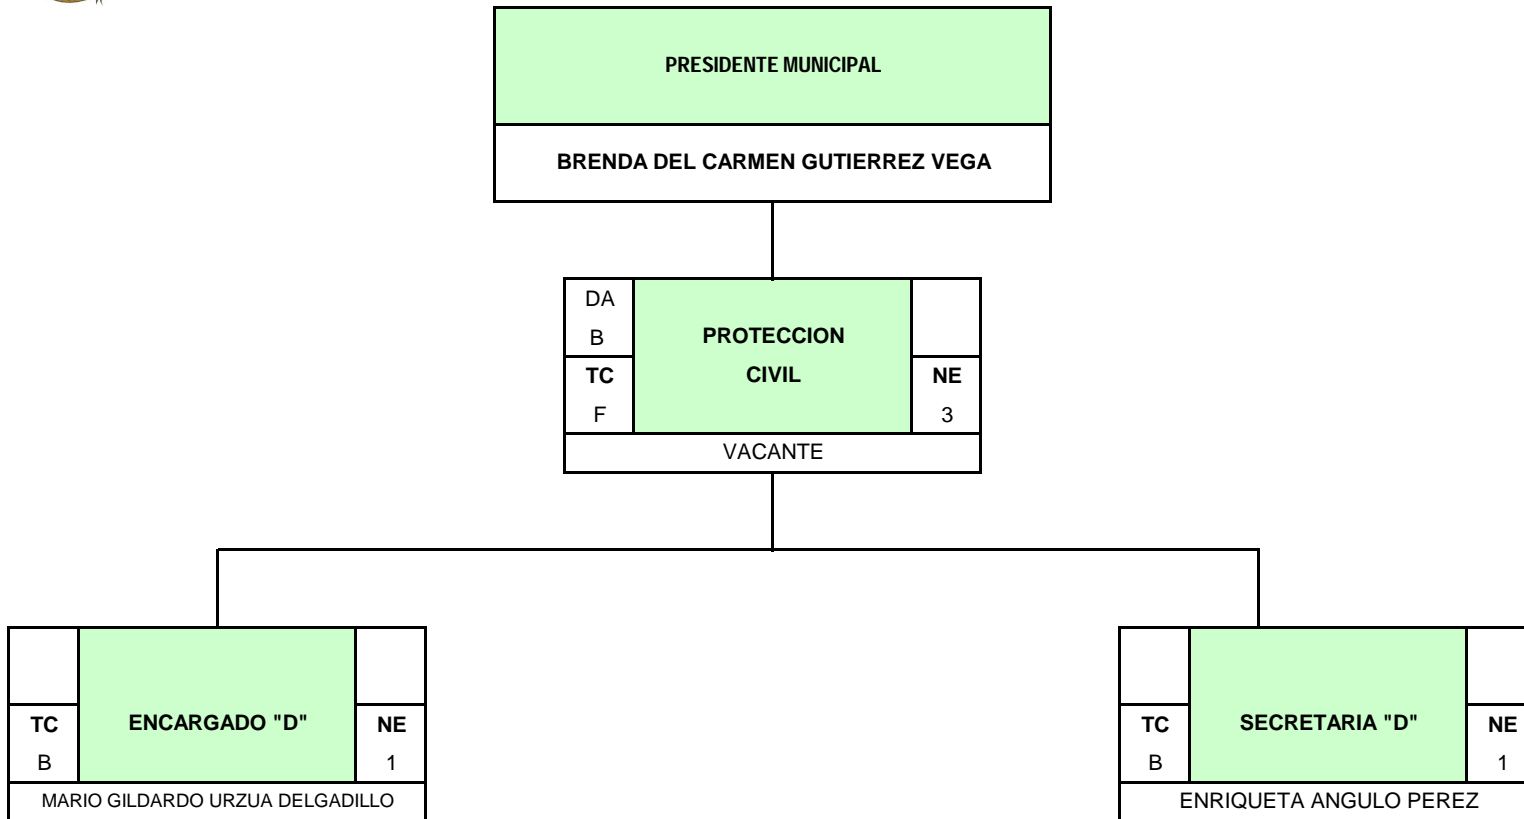 PRESIDENTE MUNICIPAL
BRENDA DEL CARMEN GUTIERREZ VEGA
DA
B
PROTECCION
TC
CIVIL
NE
F
3
VACANTE
TC
ENCARGADO "D"
NE
B
1
MARIO GILDARDO URZUA DELGADILLO
TC
SECRETARIA "D"
NE
B
1
ENRIQUETA ANGULO PEREZ